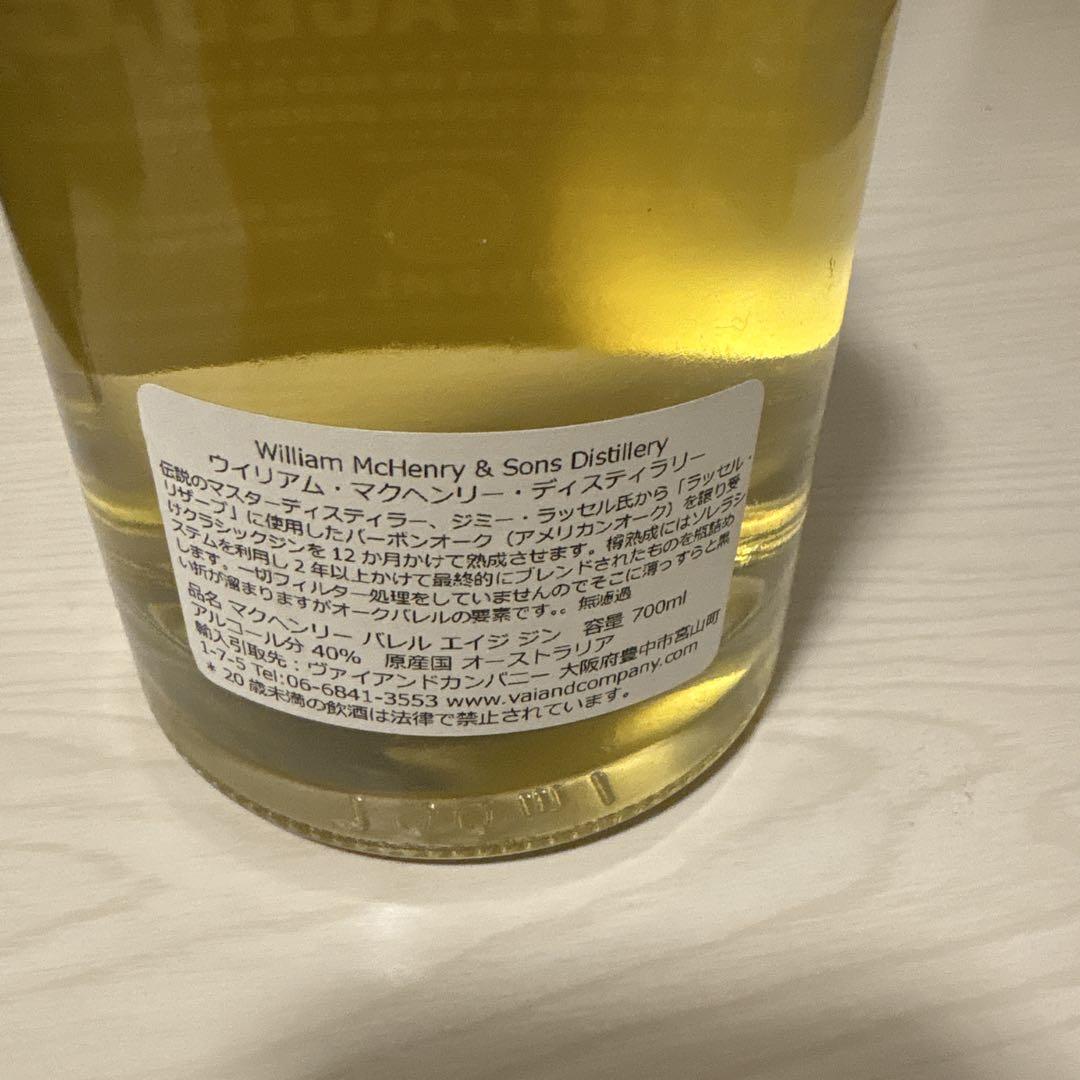 William McHenry & Sons Distillery
ウイリアム・マクヘンリー・ディスティラリー
伝説のマスターディスティラー、ジミー・ラッセル氏から「ラッセル・
リザーブ」に使用したバーボンオーク（アメリカンオーク）を譲り受
けクラシックジンを12か月かけて熟成させます。樽熟成にはソレラシ
ステムを利用し2年以上かけて最終的にブレンドされたものを瓶詰め
します。一切フィルター処理をしていませんのでそこに薄っすらと黒
い折が溜まりますがオークバレルの要素です。。無濾過
品名 マクヘンリー バレル エイジ ジン 容量 700ml
アルコール分 40% 原産国 オーストラリア
輸入引取先：ヴァイアンドカンパニー 大阪府豊中市宮山町
1-7-5 Tel:06-6841-3553 www.vaiandcompany.com
* 20 歳未満の飲酒は法律で禁止されています。